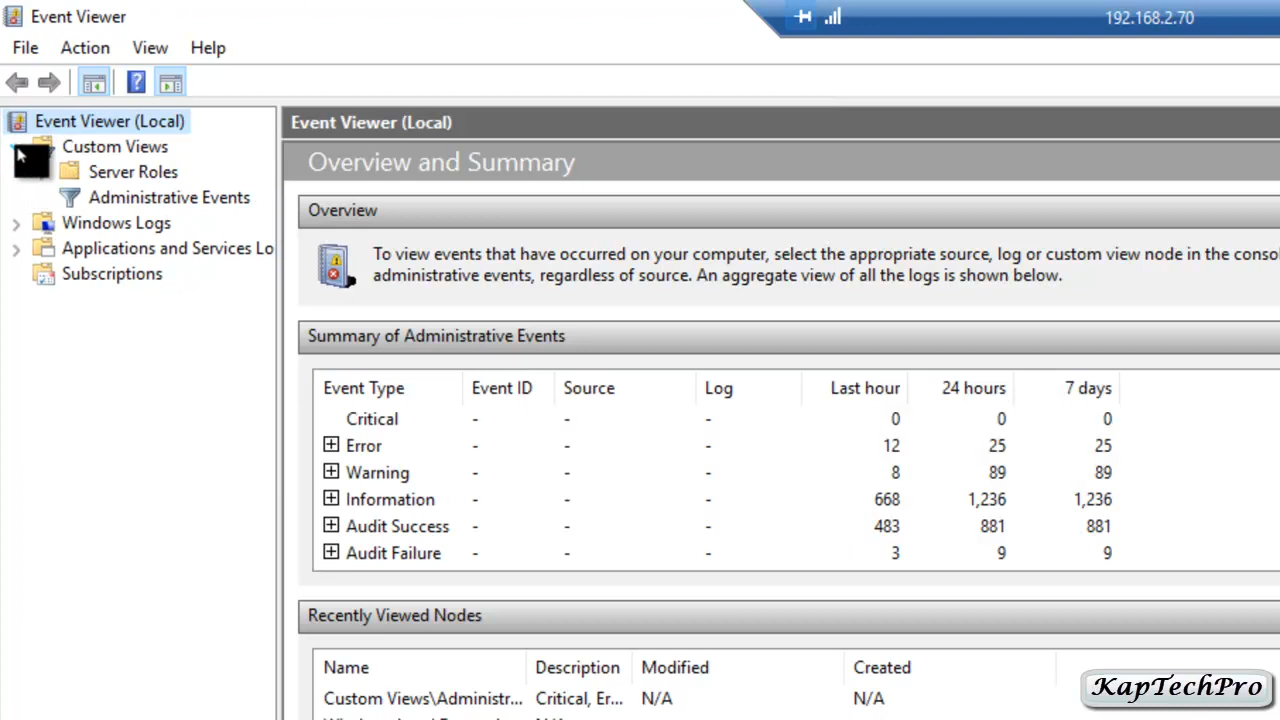 Event Viewer
192.168.2.70
File Action View Help
Event Viewer (Local)
Custom Views
Server Roles
Administrative Events
Windows Logs
Applications and Services Lo
Subscriptions
Event Viewer (Local)
Overview and Summary
Overview
To view events that have occurred on your computer, select the appropriate source, log or custom view node in the conso
administrative events, regardless of source. An aggregate view of all the logs is shown below.
Summary of Administrative Events
Event Type Event ID Source Log Last hour 24 hours 7 days
Critical - - - 0 0 0
Error - - - 12 25 25
Warning - - - 8 89 89
Information - - - 668 1,236 1,236
Audit Success - - - 483 881 881
Audit Failure - - - 3 9 9
Recently Viewed Nodes
Name Description Modified Created
Custom Views\Administr... Critical, Er... N/A N/A
KapTechPro